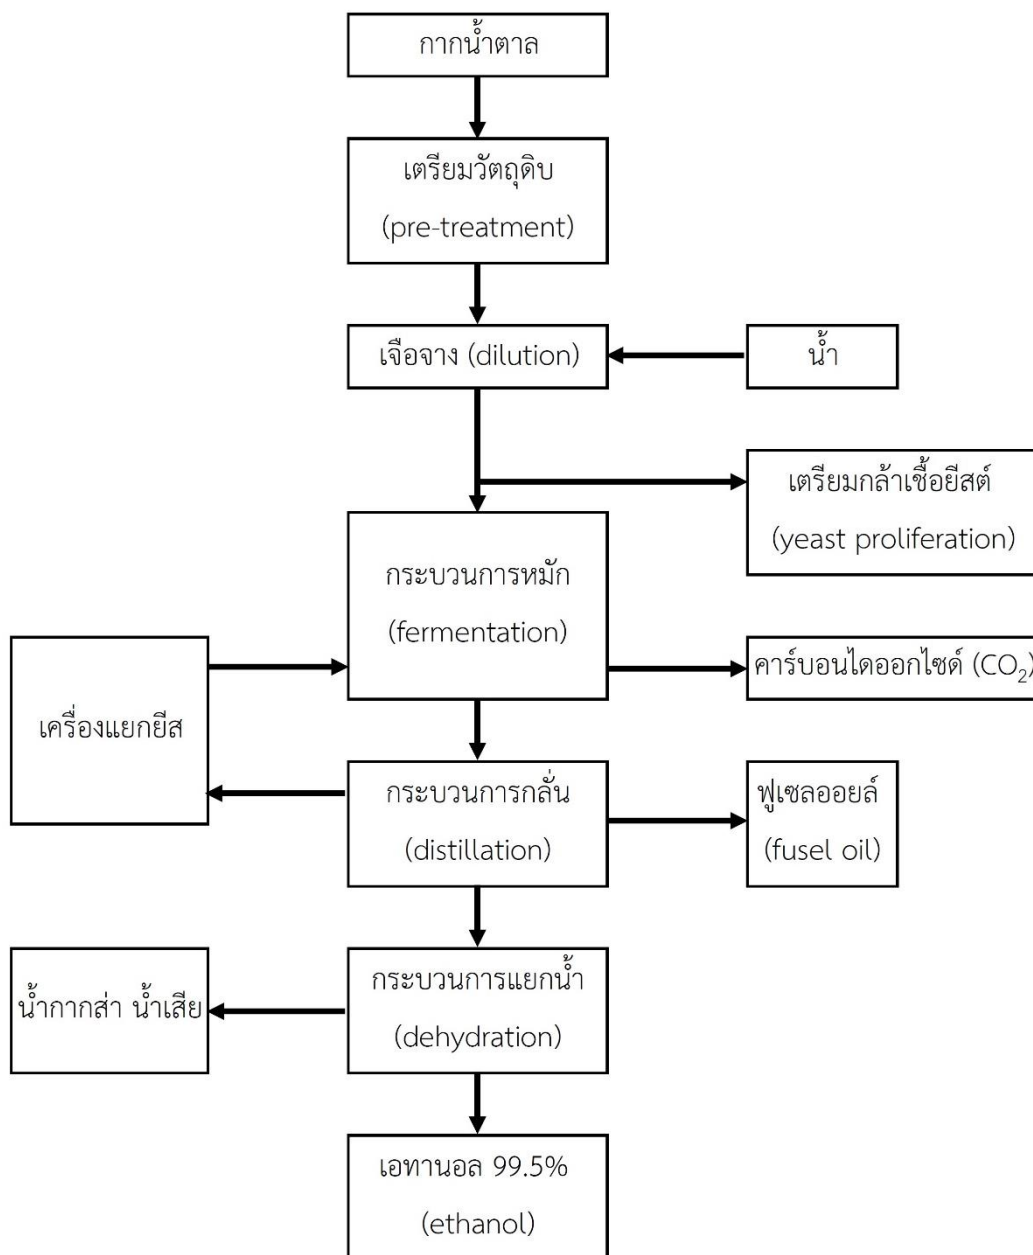 กากน้ำตาล
เตรียมวัตถุดิบ
(pre-treatment)
เจือจาง (dilution)
น้ำ
เตรียมกล้าเชื้อยีสต์
(yeast proliferation)
กระบวนการหมัก
(fermentation)
คาร์บอนไดออกไซด์ (CO₂)
เครื่องแยกยีส
กระบวนการกลั่น
(distillation)
ฟูเซลออยล์
(fusel oil)
กระบวนการแยกน้ำ
(dehydration)
น้ำกากส่า น้ำเสีย
เอทานอล 99.5%
(ethanol)